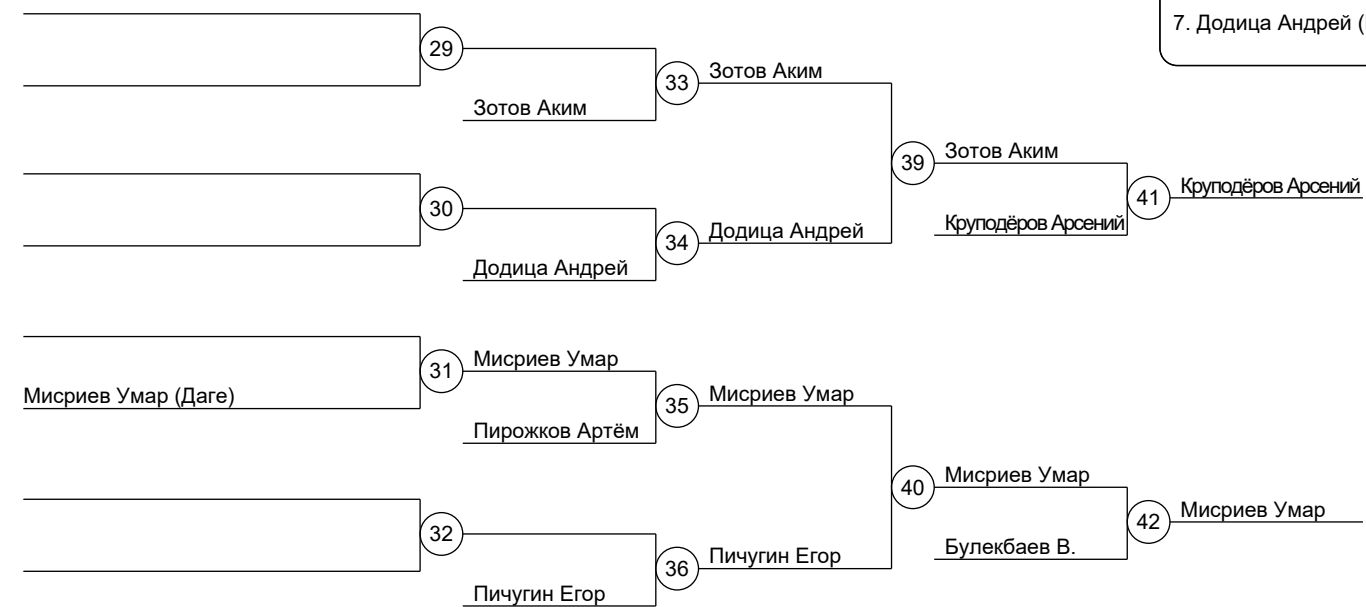 7. Додица Андрей (
29
33
Зотов Аким
Зотов Аким
39
Зотов Аким
41
Круподёров Арсений
30
34
Додица Андрей
Круподёров Арсений
Додица Андрей
31
Мисриев Умар
35
Мисриев Умар
Мисриев Умар (Даге)
Пирожков Артём
40
Мисриев Умар
42
Мисриев Умар
32
36
Пичугин Егор
Булекбаев В.
Пичугин Егор